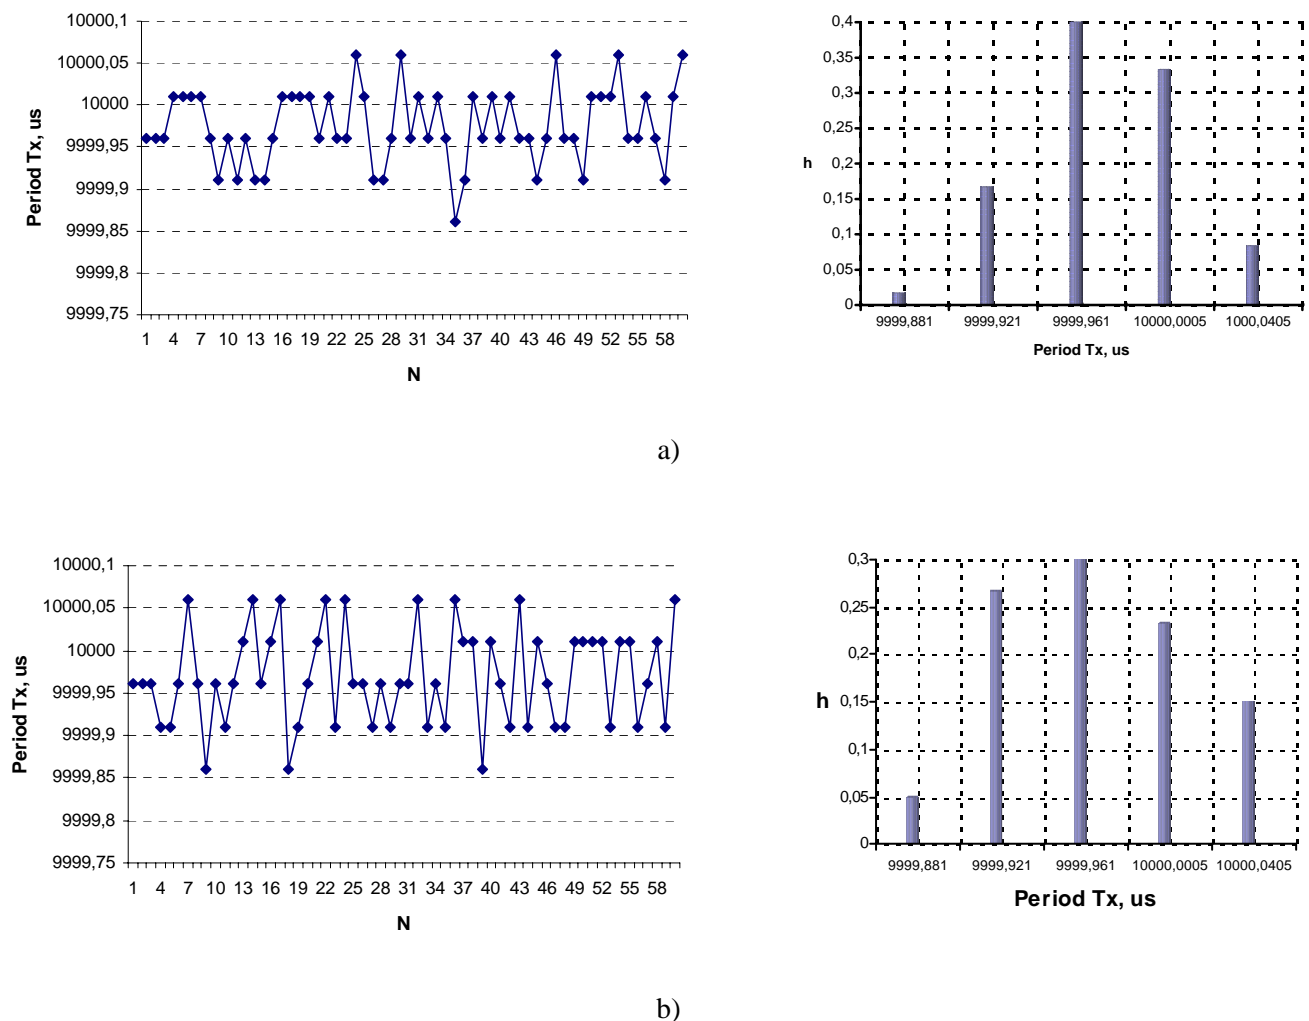 10000,1
10000,05
10000
9999,95
9999,9
9999,85
9999,8
9999,75
Period Tx, us
1 4 7 10 13 16 19 22 25 28 31 34 37 40 43 46 49 52 55 58
N
0,4
0,35
0,3
0,25
0,2
0,15
0,1
0,05
0
h
9999,881 9999,921 9999,961 10000,0005 1000,0405
Period Tx, us
a)
10000,1
10000,05
10000
9999,95
9999,9
9999,85
9999,8
9999,75
Period Tx, us
1 4 7 10 13 16 19 22 25 28 31 34 37 40 43 46 49 52 55 58
N
0,3
0,25
0,2
0,15
0,1
0,05
0
h
9999,881 9999,921 9999,961 10000,0005 10000,0405
Period Tx, us
b)